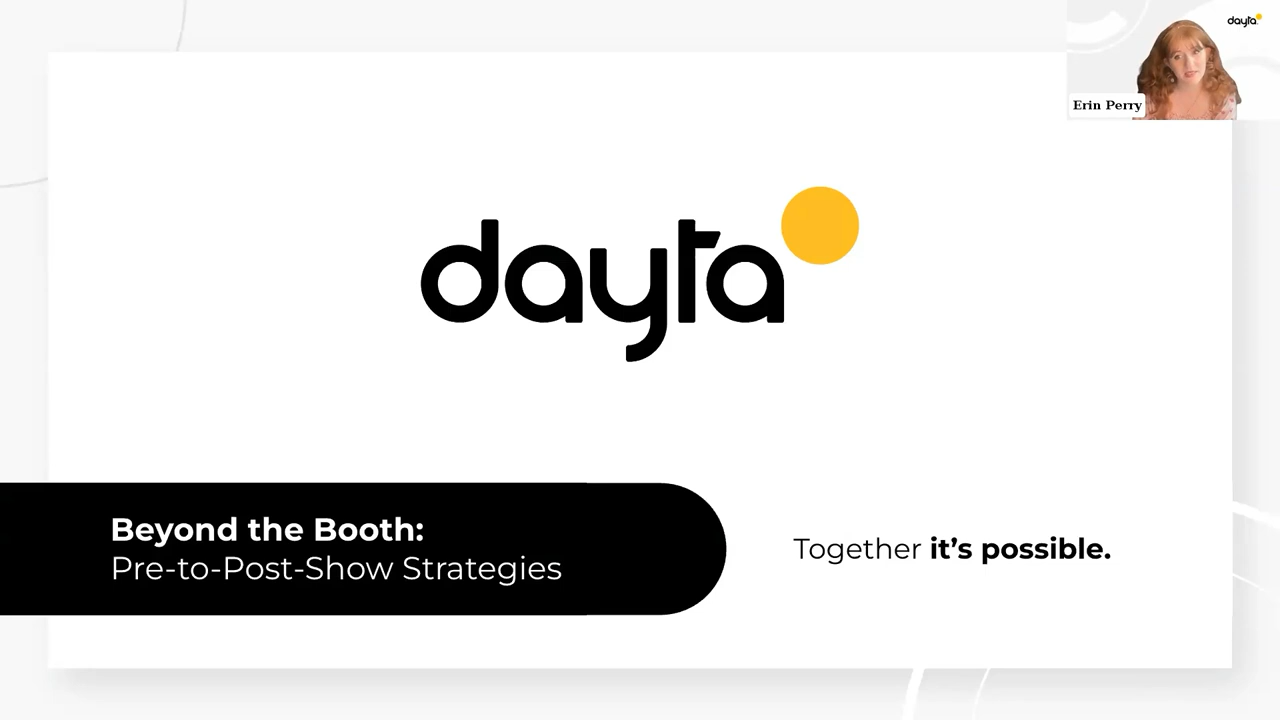 dayta
Erin Perry
dayta
Beyond the Booth:
Pre-to-Post-Show Strategies
Together it's possible.